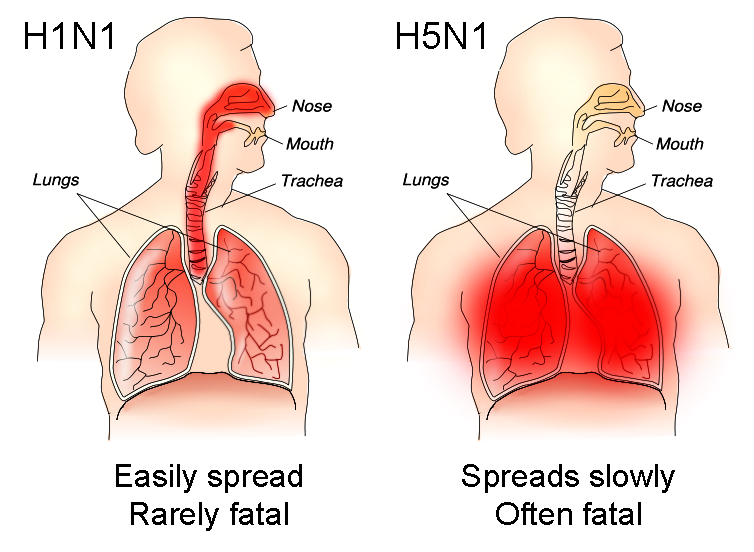 H1N1
Nose
Mouth
Trachea
Lungs
Easily spread
Rarely fatal
H5N1
Nose
Mouth
Trachea
Lungs
Spreads slowly
Often fatal